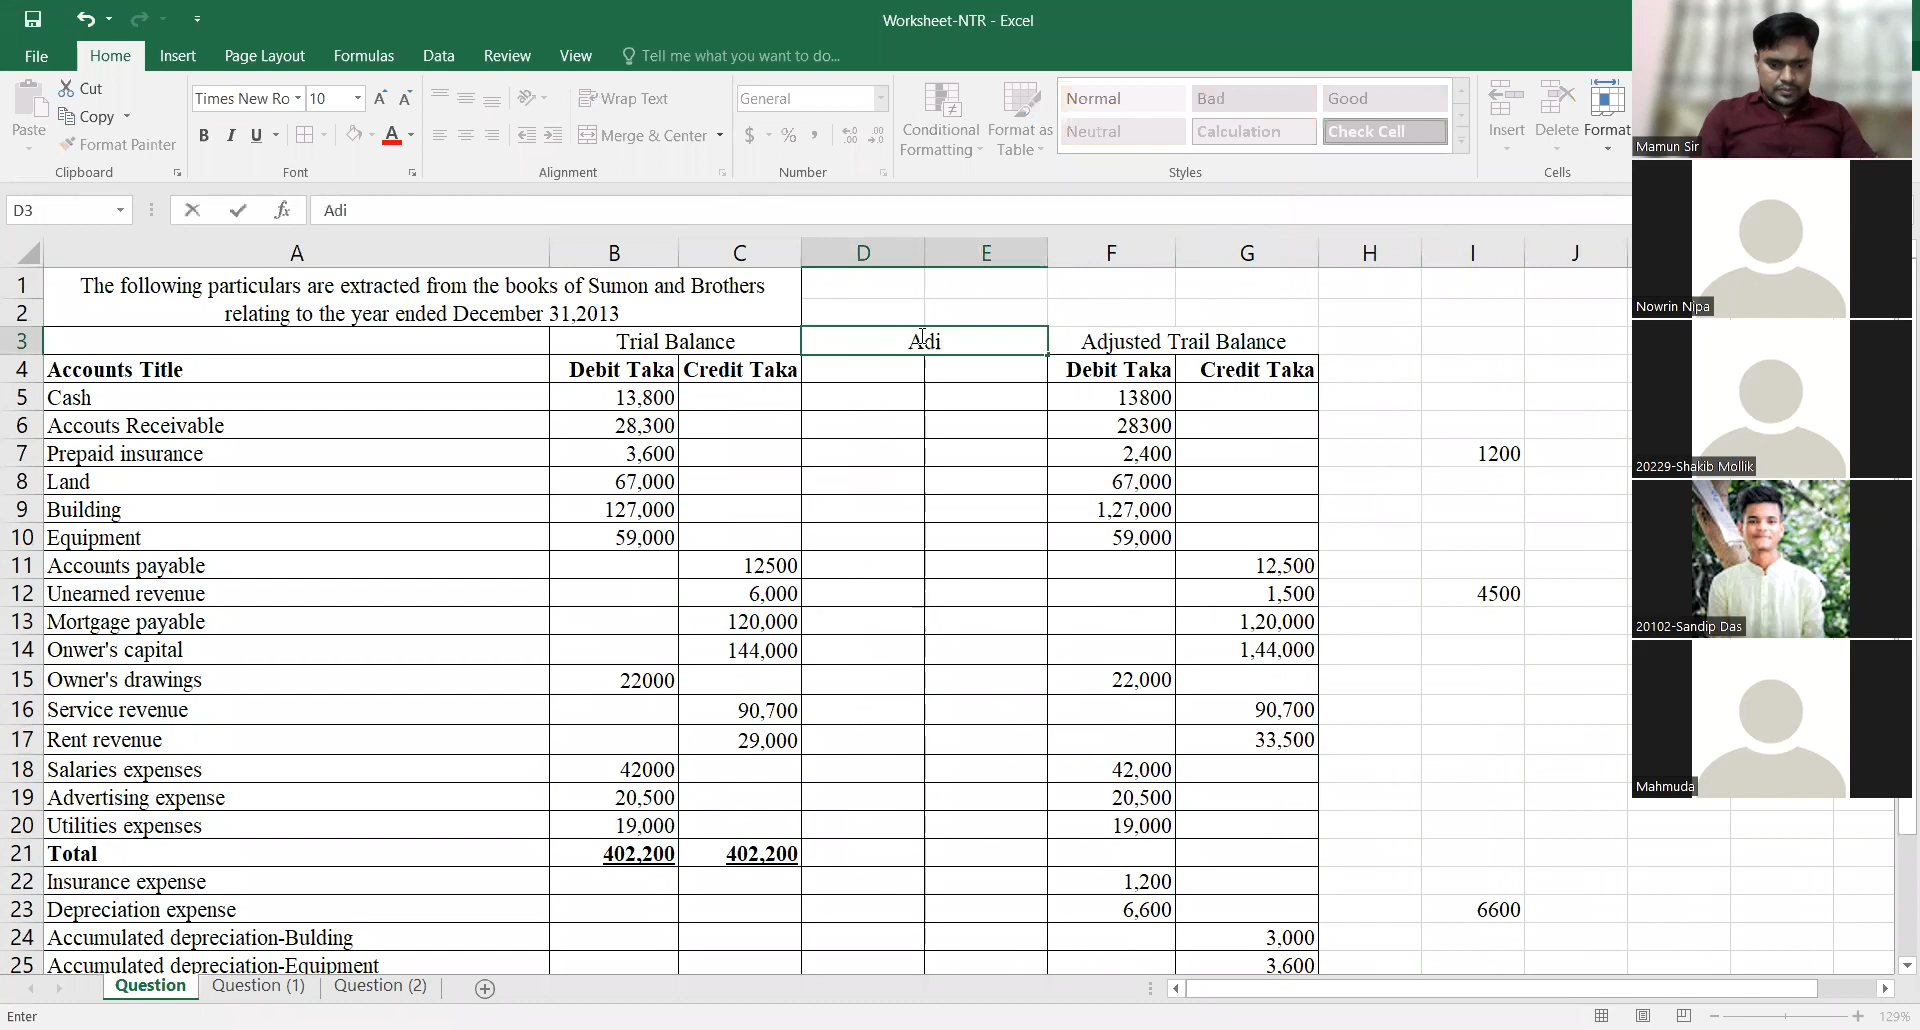 Worksheet-NTR - Excel
File Home Insert Page Layout Formulas Data Review View Tell me what you want to do...
Paste Cut Copy Format Painter Clipboard
Times New Ro 10 B I U A Font
Wrap Text Merge & Center Alignment
General $ % , Number
Conditional Formatting Format as Table
Normal Bad Good
Neutral Calculation Check Cell
Styles
Insert Delete Format
Cells
D3 fx Adi
A B C D E F G H I J
1 The following particulars are extracted from the books of Sumon and Brothers
2 relating to the year ended December 31,2013
3 Trial Balance Adi Adjusted Trail Balance
4 Accounts Title Debit Taka Credit Taka Debit Taka Credit Taka
5 Cash 13,800 13800
6 Accouts Receivable 28,300 28300
7 Prepaid insurance 3,600 2,400 1200
8 Land 67,000 67,000
9 Building 127,000 1,27,000
10 Equipment 59,000 59,000
11 Accounts payable 12500 12,500
12 Unearned revenue 6,000 1,500 4500
13 Mortgage payable 120,000 1,20,000
14 Onwer's capital 144,000 1,44,000
15 Owner's drawings 22000 22,000
16 Service revenue 90,700 90,700
17 Rent revenue 29,000 33,500
18 Salaries expenses 42000 42,000
19 Advertising expense 20,500 20,500
20 Utilities expenses 19,000 19,000
21 Total 402,200 402,200
22 Insurance expense 1,200
23 Depreciation expense 6,600 6600
24 Accumulated depreciation-Bulding 3,000
25 Accumulated depreciation-Equipment 3,600
Question Question (1) Question (2)
Enter 129%
Mamun Sir
Nowrin Nipa
20229-Shakib Mollik
20102-Sandip Das
Mahmuda